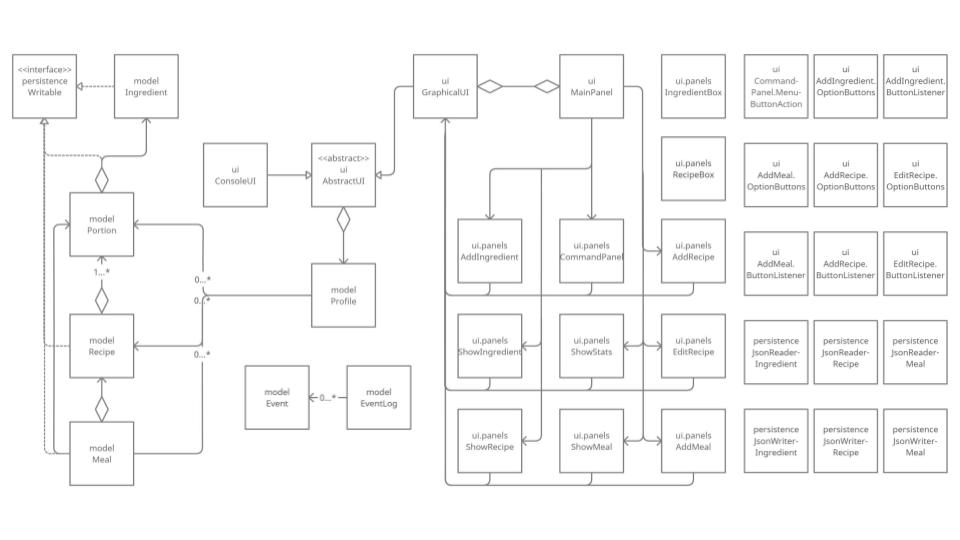 <<interface>>
persistence
Writable
model
Ingredient
ui
GraphicalUI
ui
MainPanel
ui.panels
IngredientBox
ui
Command-
Panel.Menu-
ButtonAction
ui
AddIngredient.
OptionButtons
ui
AddIngredient.
ButtonListener
ui
ConsoleUI
<<abstract>>
ui
AbstractUI
ui.panels
RecipeBox
ui
AddMeal.
OptionButtons
ui
AddRecipe.
OptionButtons
ui
EditRecipe.
OptionButtons
model
Portion
ui.panels
AddIngredient
ui.panels
CommandPanel
ui.panels
AddRecipe
ui
AddMeal.
ButtonListener
ui
AddRecipe.
ButtonListener
ui
EditRecipe.
ButtonListener
1...*
0...*
0...*
model
Profile
model
Recipe
0...*
ui.panels
ShowIngredient
ui.panels
ShowStats
ui.panels
EditRecipe
persistence
JsonReader-
Ingredient
persistence
JsonReader-
Recipe
persistence
JsonReader-
Meal
model
Event
0...*
model
EventLog
model
Meal
ui.panels
ShowRecipe
ui.panels
ShowMeal
ui.panels
AddMeal
persistence
JsonWriter-
Ingredient
persistence
JsonWriter-
Recipe
persistence
JsonWriter-
Meal